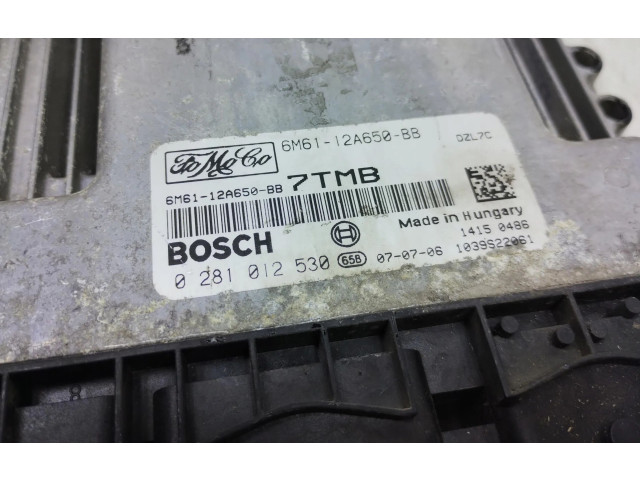 FoMoCo 6M61-12A650-BB DZL7C
6M61-12A650-BB 7TMB
Made in Hungary
BOSCH 1415 0486
0 281 012 530 65B 07-07-06 1039S22061